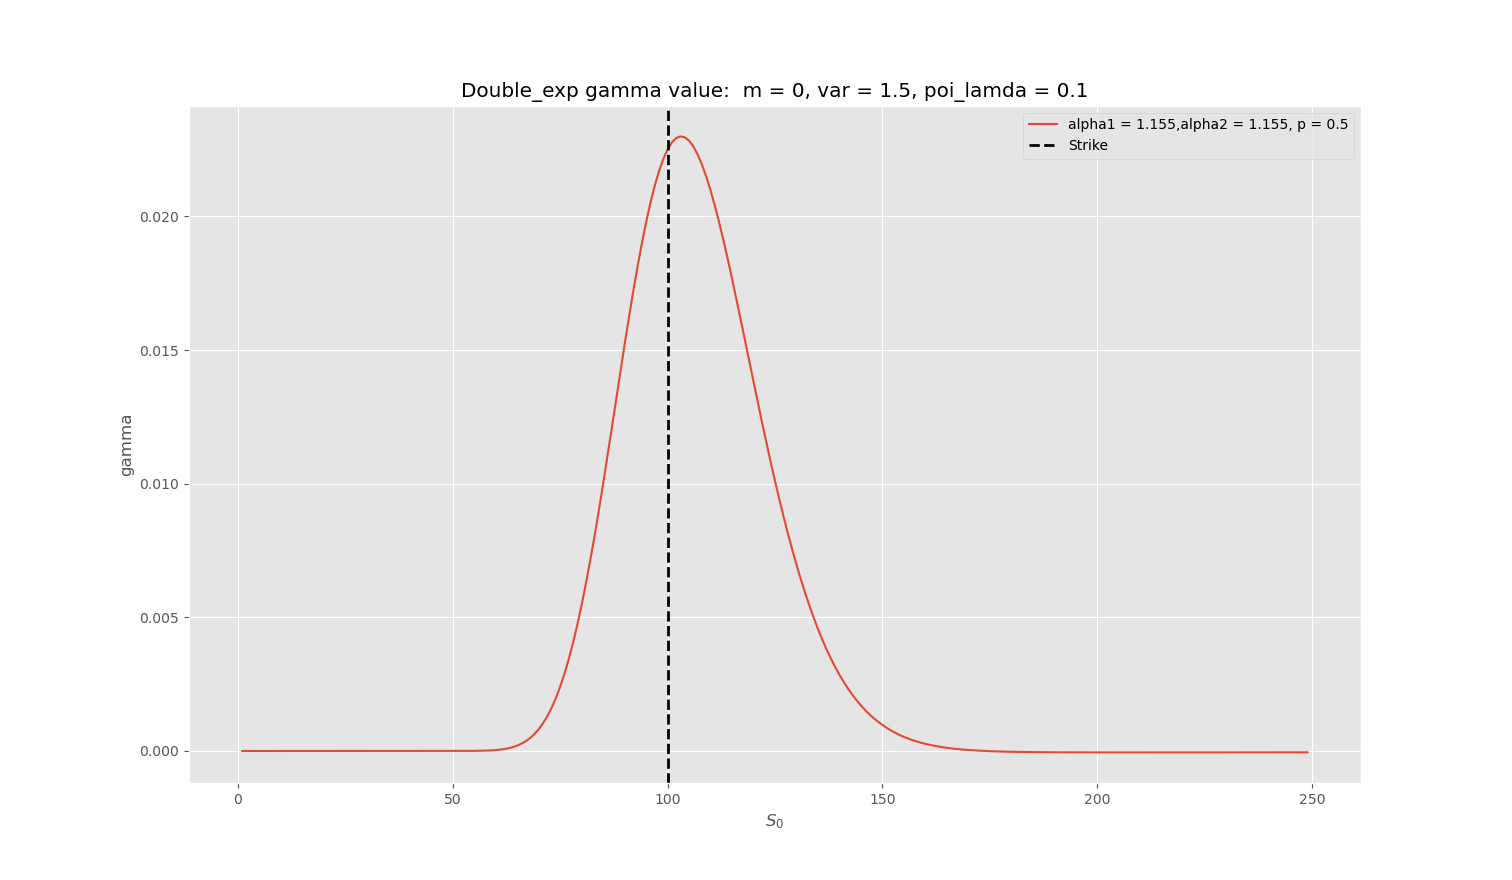 Double_exp gamma value:  m = 0, var = 1.5, poi_lamda = 0.1
alpha1 = 1.155,alpha2 = 1.155, p = 0.5
Strike
0.020
0.015
0.010
0.005
0.000
gamma
0
50
100
150
200
250
S_0